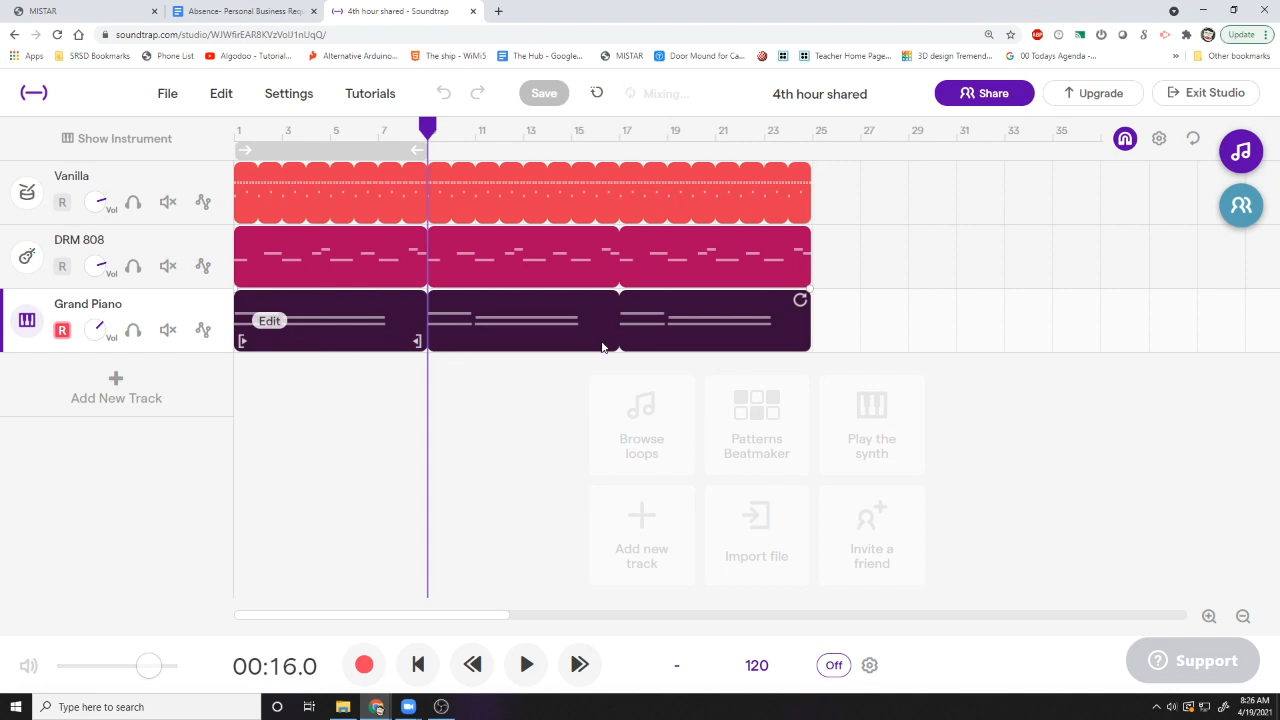 MISTAR
Absence- Personal Business Requ
4th hour shared - Soundtrap
soundtrap.com/studio/WJWfirEAR8KVzVoIJ1nUqQ/
Update
Apps
SRSD Bookmarks
Phone List
Algodoo - Tutorial...
Alternative Arduino...
The ship - WiMi5
The Hub - Google...
MISTAR
Door Mound for Ca...
Teacher Home Page...
3D design Tremend...
00 Todays Agenda -...
»
Other bookmarks
File
Edit
Settings
Tutorials
Save
Mixing...
4th hour shared
Share
Upgrade
Exit Studio
Show Instrument
1 3 5 7 11 13 15 17 19 21 23 25 27 29 31 33 35
Vanilla
R
Vol
DRM 808
R
Vol
Grand Piano
R
Vol
Edit
Add New Track
Browse
loops
Patterns
Beatmaker
Play the
synth
Add new
track
Import file
Invite a
friend
00:16.0
-
120
Off
Support
Type here to search
8:26 AM
4/19/2021